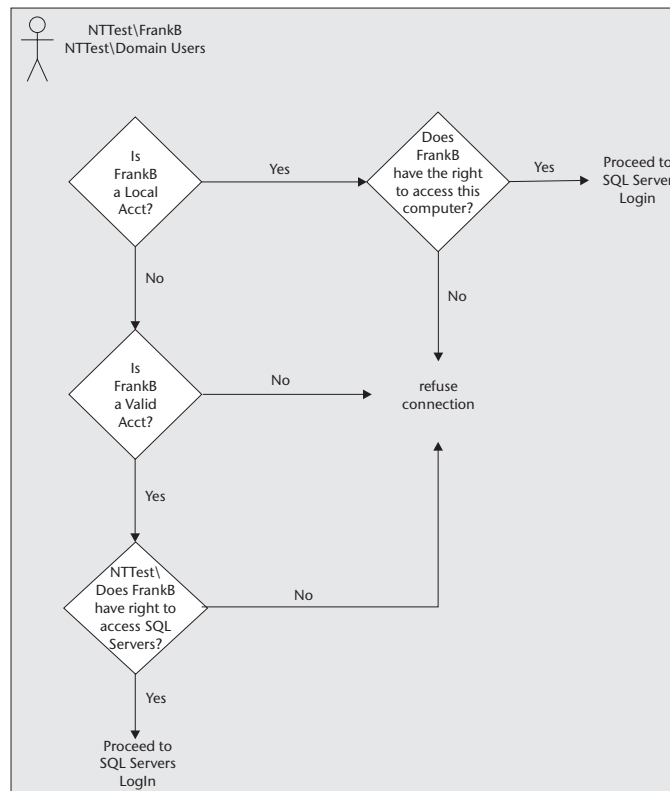 NTTest\FrankB
NTTest\Domain Users
Is
FrankB
a Local
Acct?
Yes
Does
FrankB
have the right
to access this
computer?
Yes
Proceed to
SQL Server
Login
No
No
Is
FrankB
a Valid
Acct?
No
refuse
connection
Yes
NTTest\
Does FrankB
have right to
access SQL
Servers?
No
Yes
Proceed to
SQL Servers
LogIn